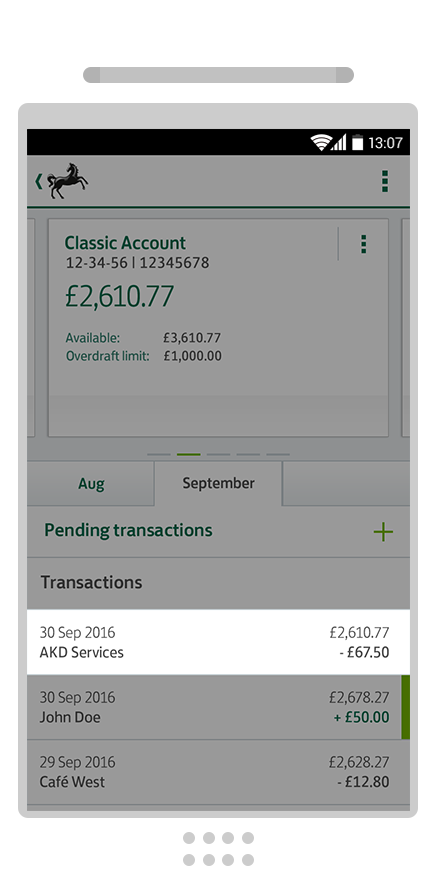 13:07
Classic Account
12-34-56 | 12345678
£2,610.77
Available: £3,610.77
Overdraft limit: £1,000.00
Aug September
Pending transactions
Transactions
30 Sep 2016 £2,610.77
AKD Services - £67.50
30 Sep 2016 £2,678.27
John Doe + £50.00
29 Sep 2016 £2,628.27
Café West - £12.80